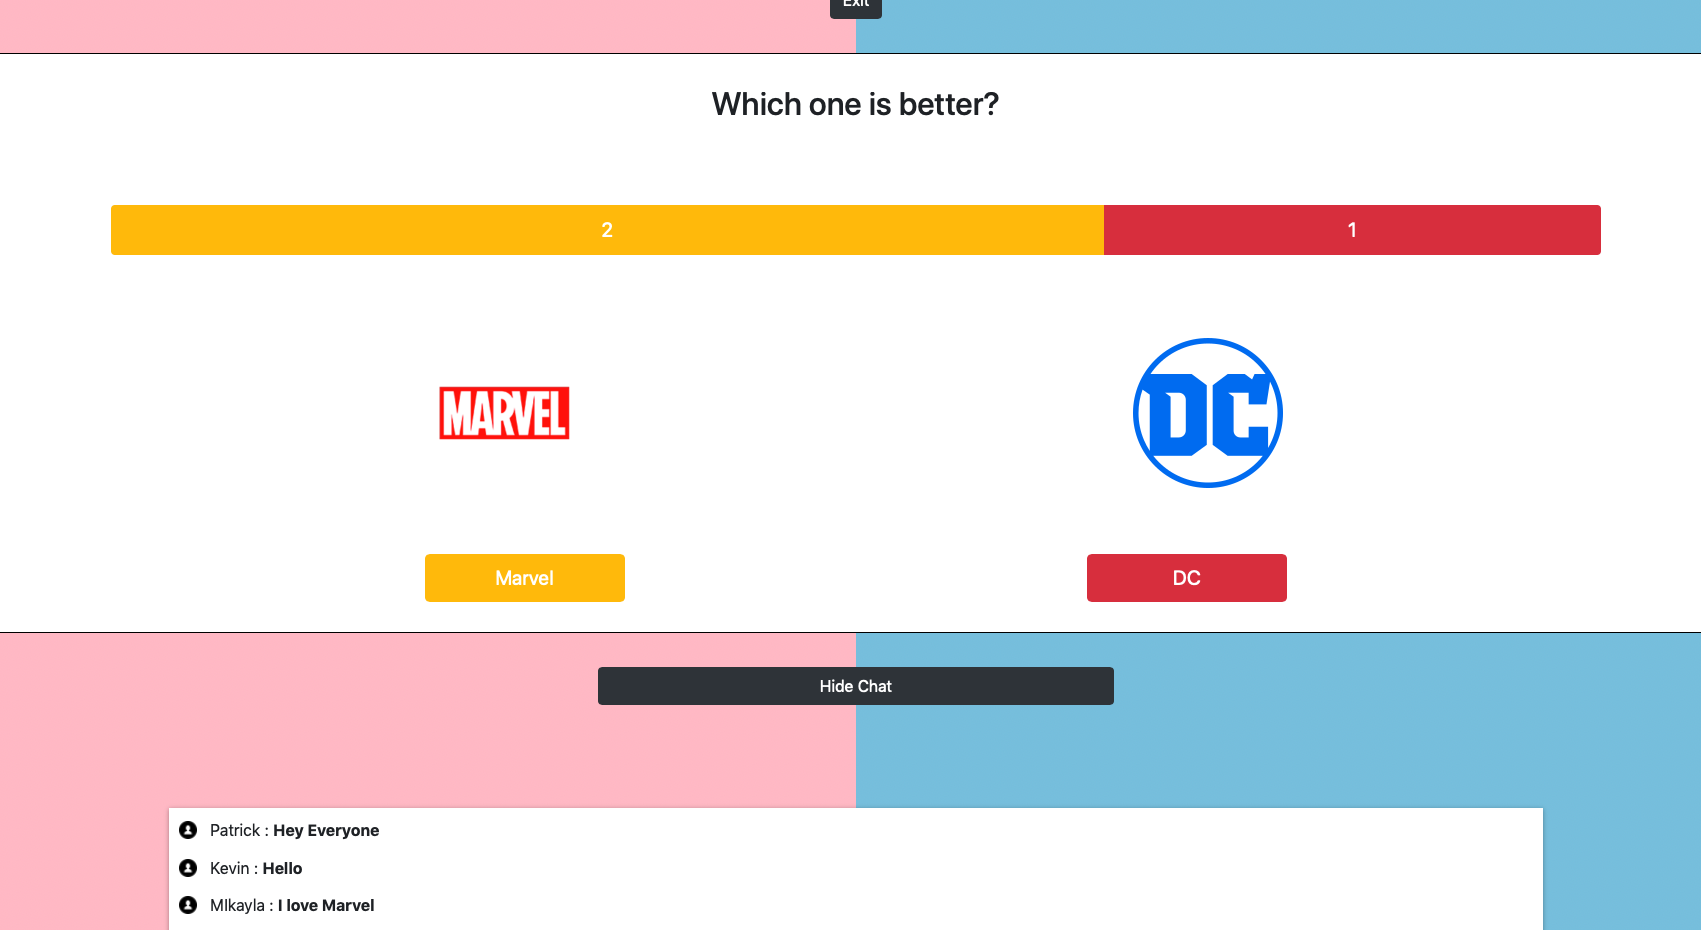 Exit
Which one is better?
2 1
MARVEL DC
Marvel DC
Hide Chat
Patrick : Hey Everyone
Kevin : Hello
MIkayla : I love Marvel